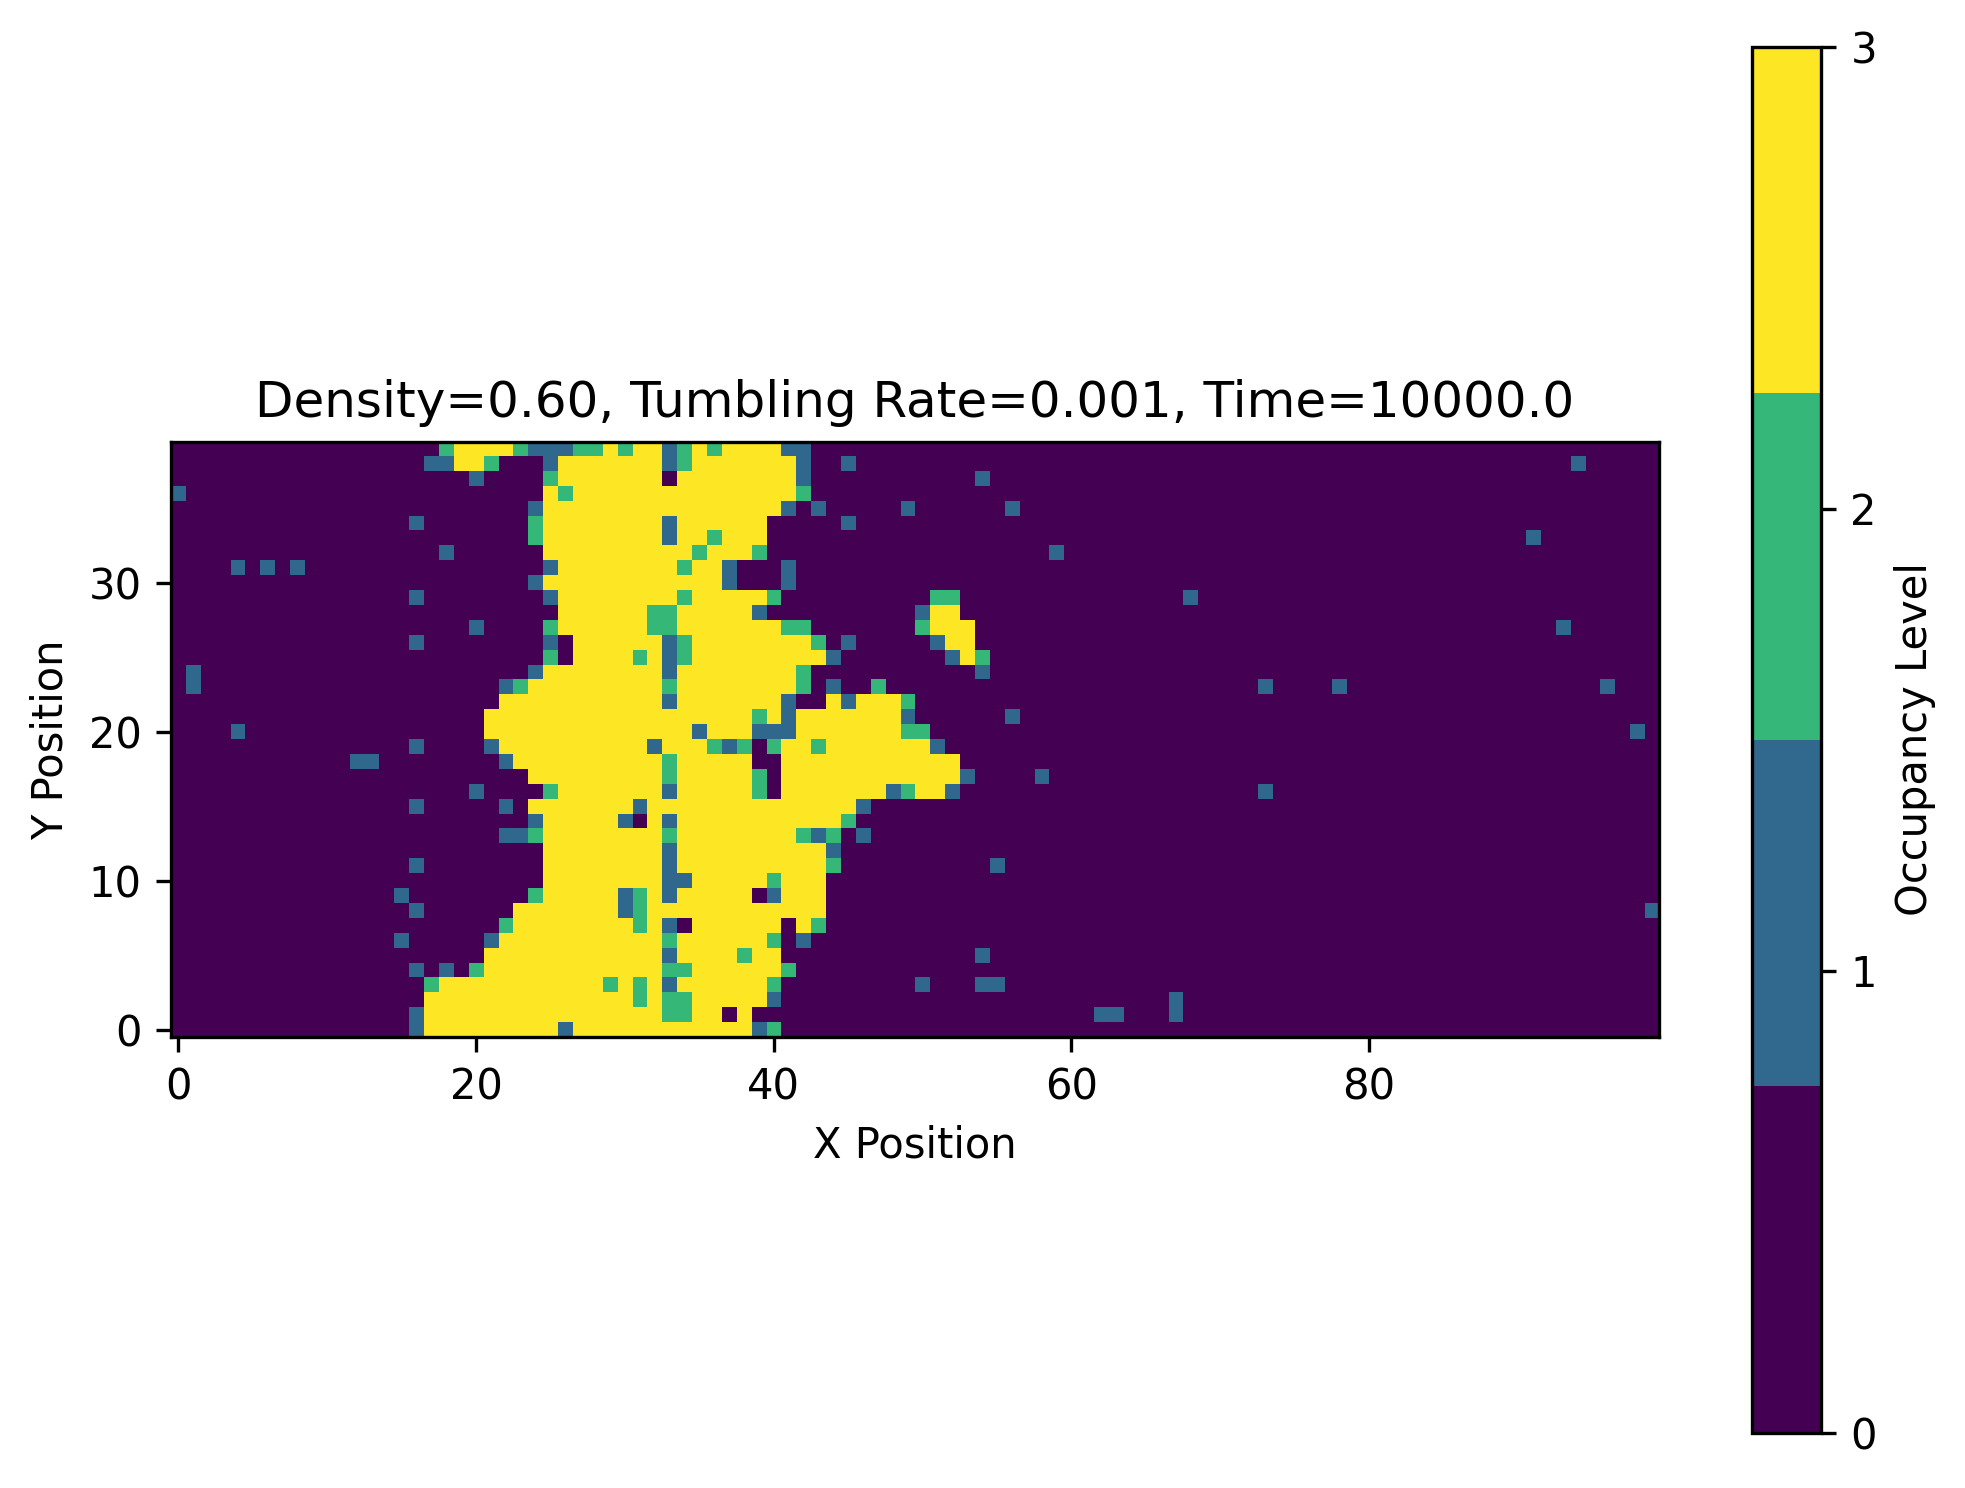 Density=0.60, Tumbling Rate=0.001, Time=10000.0
Y Position
30
20
10
0
0 20 40 60 80
X Position
3
2
1
0
Occupancy Level